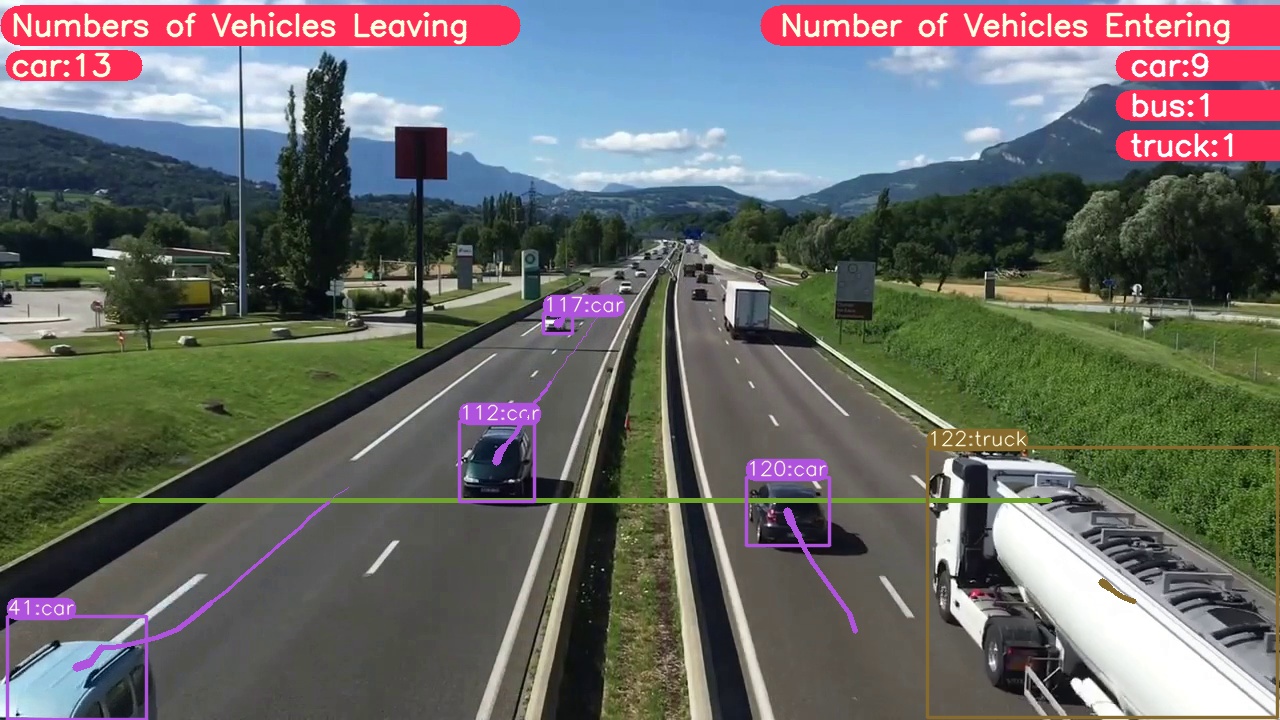 Numbers of Vehicles Leaving
Number of Vehicles Entering
car:13
car:9
bus:1
truck:1
117:car
112:car
122:truck
120:car
41:car